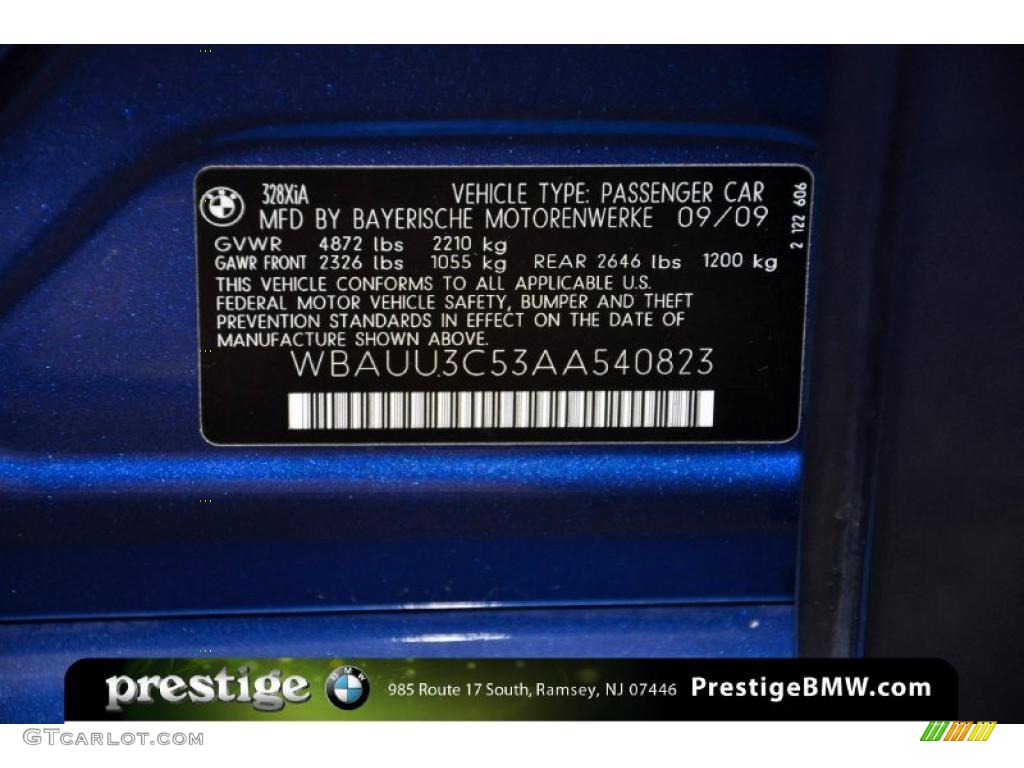 328XiA VEHICLE TYPE: PASSENGER CAR
MFD BY BAYERISCHE MOTORENWERKE 09/09
2 122 606
GVWR 4872 lbs 2210 kg
GAWR FRONT 2326 lbs 1055 kg REAR 2646 lbs 1200 kg
THIS VEHICLE CONFORMS TO ALL APPLICABLE U.S.
FEDERAL MOTOR VEHICLE SAFETY, BUMPER AND THEFT
PREVENTION STANDARDS IN EFFECT ON THE DATE OF
MANUFACTURE SHOWN ABOVE.
WBAUU3C53AA540823
prestige BMW 985 Route 17 South, Ramsey, NJ 07446 PrestigeBMW.com
GTCARLOT.COM